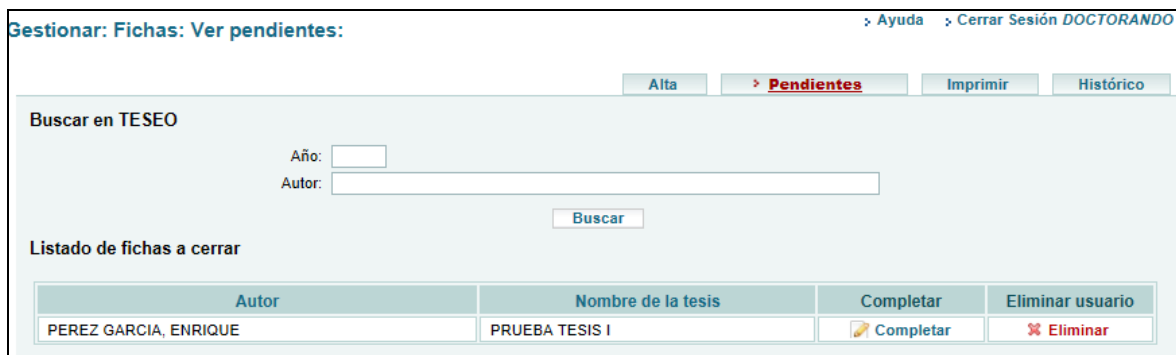 Gestionar: Fichas: Ver pendientes:
Ayuda Cerrar Sesión DOCTORANDO
Alta Pendientes Imprimir Histórico
Buscar en TESEO
Año:
Autor:
Buscar
Listado de fichas a cerrar
Autor Nombre de la tesis Completar Eliminar usuario
PEREZ GARCIA, ENRIQUE PRUEBA TESIS I Completar Eliminar